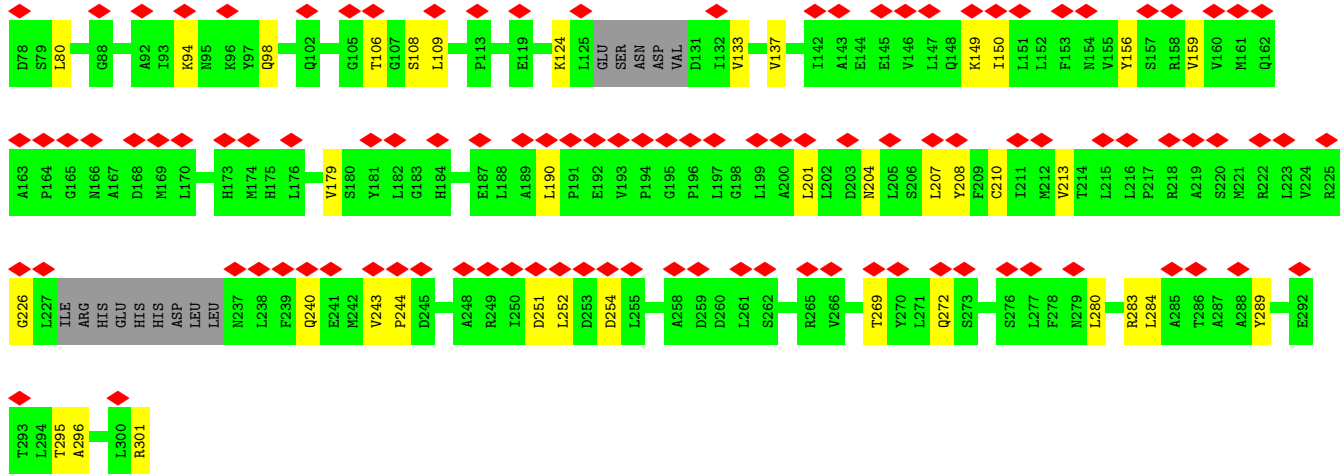 D78 S79 L80 G88 A92 I93 K94 N95 K96 Y97 Q98 Q102 G105 T106 G107 S108 L109 P113 E119 K124 L125 GLU SER ASN ASP VAL D131 I132 V133 V137 I142 A143 E144 E145 V146 L147 Q148 K149 I150 L151 L152 F153 N154 V155 Y156 S157 R158 V159 V160 M161 Q162
A163 P164 G165 N166 A167 D168 M169 L170 H173 M174 H175 L176 V179 S180 Y181 L182 G183 H184 E187 L188 A189 L190 P191 E192 V193 P194 G195 P196 L197 G198 L199 A200 L201 L202 D203 N204 L205 S206 L207 Y208 F209 C210 I211 M212 V213 T214 L215 L216 P217 R218 A219 S220 M221 R222 L223 V224 R225
G226 L227 ILE ARG HIS GLU HIS HIS ASP LEU LEU N237 L238 F239 Q240 E241 M242 V243 P244 D245 A248 R249 I250 D251 L252 D253 D254 L255 A258 D259 D260 L261 S262 R265 V266 T269 Y270 L271 Q272 S273 S276 L277 F278 N279 L280 R283 L284 A285 T286 A287 A288 Y289 E292
T293 L294 T295 A296 L300 R301